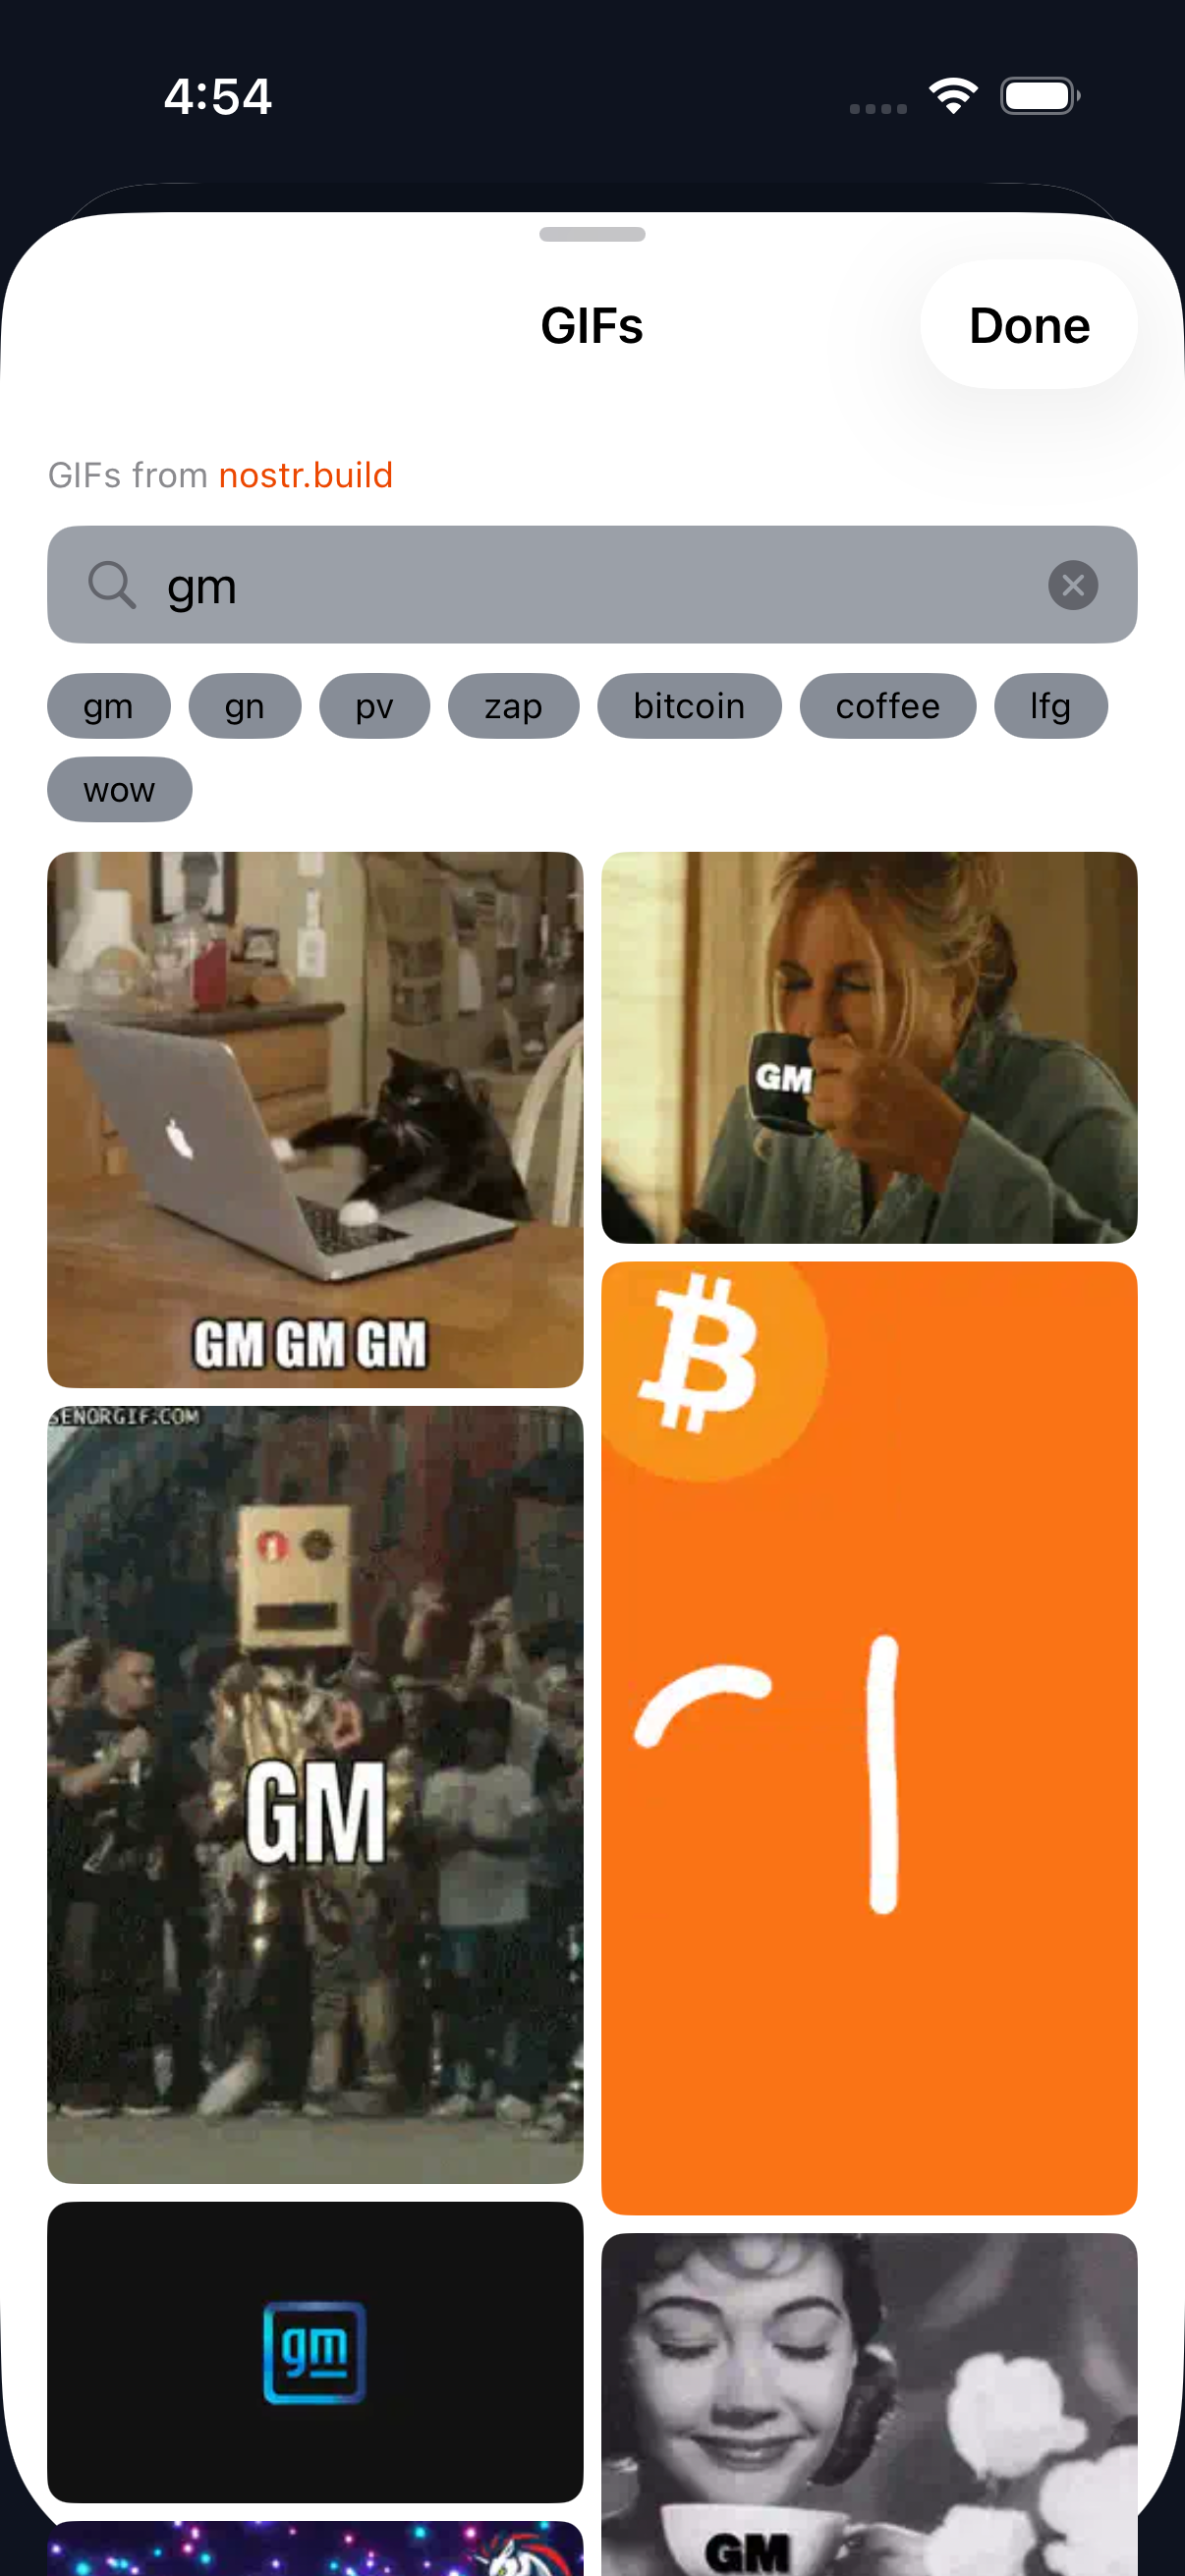 4:54
GIFs
Done
GIFs from nostr.build
gm
gm gn pv zap bitcoin coffee lfg
wow
GM GM GM
GM
SENORGIF.COM
GM
gm
GM